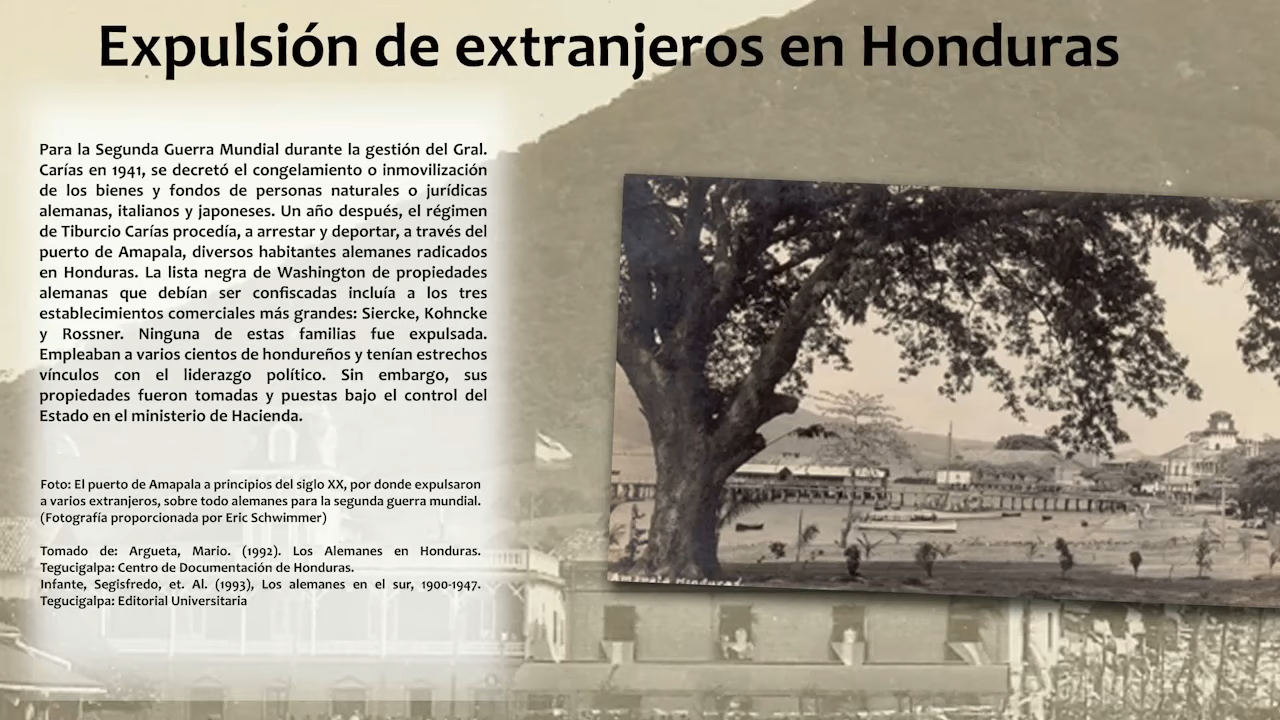 Expulsión de extranjeros en Honduras
Para la Segunda Guerra Mundial durante la gestión del Gral.
Carías en 1941, se decretó el congelamiento o inmovilización
de los bienes y fondos de personas naturales o jurídicas
alemanas, italianos y japoneses. Un año después, el régimen
de Tiburcio Carías procedía, a arrestar y deportar, a través del
puerto de Amapala, diversos habitantes alemanes radicados
en Honduras. La lista negra de Washington de propiedades
alemanas que debían ser confiscadas incluía a los tres
establecimientos comerciales más grandes: Siercke, Kohncke
y Rossner. Ninguna de estas familias fue expulsada.
Empleaban a varios cientos de hondureños y tenían estrechos
vínculos con el liderazgo político. Sin embargo, sus
propiedades fueron tomadas y puestas bajo el control del
Estado en el ministerio de Hacienda.
Foto: El puerto de Amapala a principios del siglo XX, por donde expulsaron
a varios extranjeros, sobre todo alemanes para la segunda guerra mundial.
(Fotografía proporcionada por Eric Schwimmer)
Tomado de: Argueta, Mario. (1992). Los Alemanes en Honduras.
Tegucigalpa: Centro de Documentación de Honduras.
Infante, Segisfredo, et. Al. (1993), Los alemanes en el sur, 1900-1947.
Tegucigalpa: Editorial Universitaria
Amapala Honduras